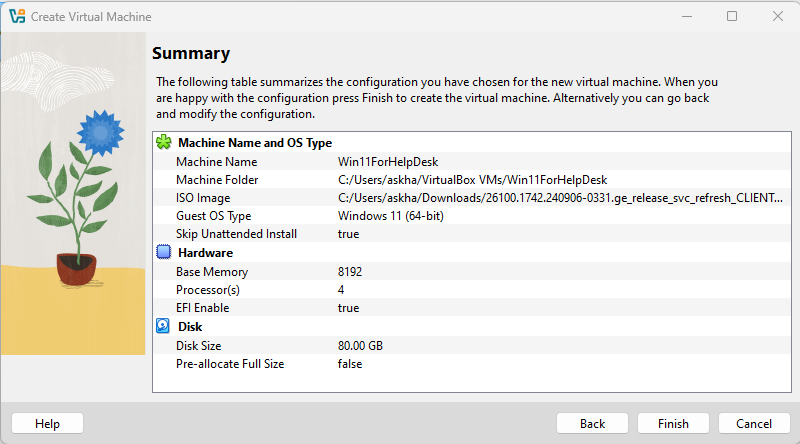 Create Virtual Machine
Summary
The following table summarizes the configuration you have chosen for the new virtual machine. When you
are happy with the configuration press Finish to create the virtual machine. Alternatively you can go back
and modify the configuration.
Machine Name and OS Type
Machine Name Win11ForHelpDesk
Machine Folder C:/Users/askha/VirtualBox VMs/Win11ForHelpDesk
ISO Image C:/Users/askha/Downloads/26100.1742.240906-0331.ge_release_svc_refresh_CLIENT...
Guest OS Type Windows 11 (64-bit)
Skip Unattended Install true
Hardware
Base Memory 8192
Processor(s) 4
EFI Enable true
Disk
Disk Size 80.00 GB
Pre-allocate Full Size false
Help Back Finish Cancel